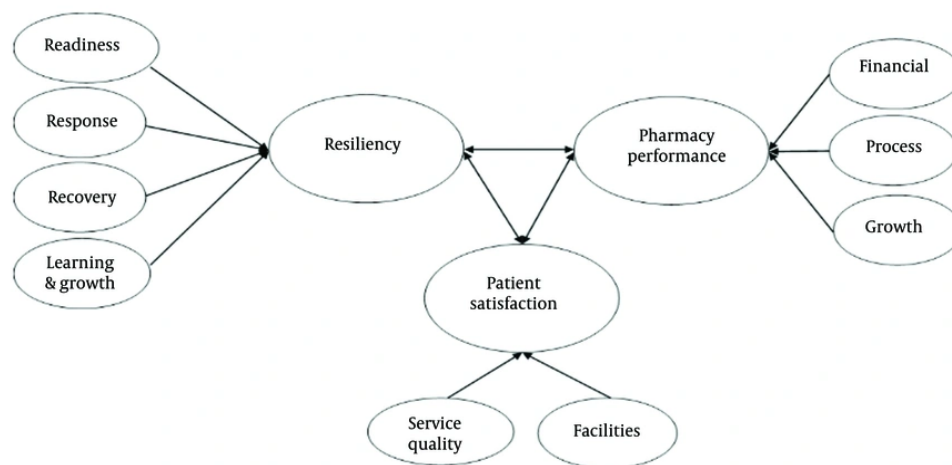 Readiness
Response
Recovery
Learning
& growth
Resiliency
Pharmacy
performance
Financial
Process
Growth
Patient
satisfaction
Service
quality
Facilities